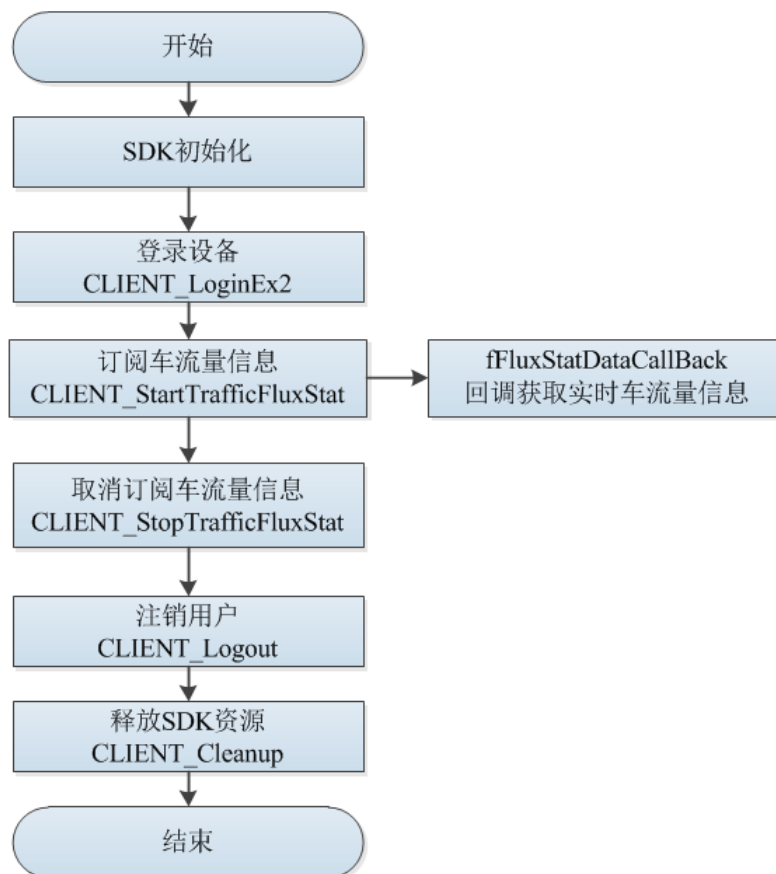 开始
SDK初始化
登录设备
CLIENT_LoginEx2
订阅车流量信息
CLIENT_StartTrafficFluxStat
fFluxStatDataCallBack
回调获取实时车流量信息
取消订阅车流量信息
CLIENT_StopTrafficFluxStat
注销用户
CLIENT_Logout
释放SDK资源
CLIENT_Cleanup
结束